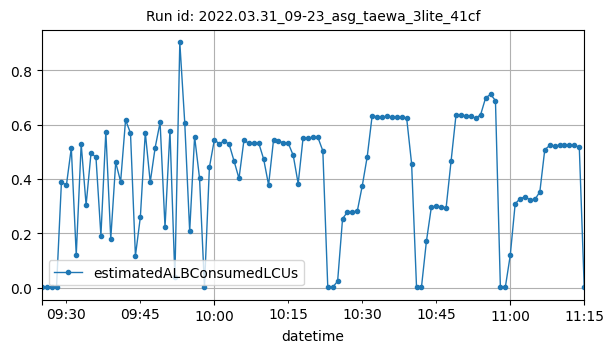 Run id: 2022.03.31_09-23_asg_taewa_3lite_41cf
0.8
0.6
0.4
0.2
0.0
estimatedALBConsumedLCUs
09:30 09:45 10:00 10:15 10:30 10:45 11:00 11:15
datetime